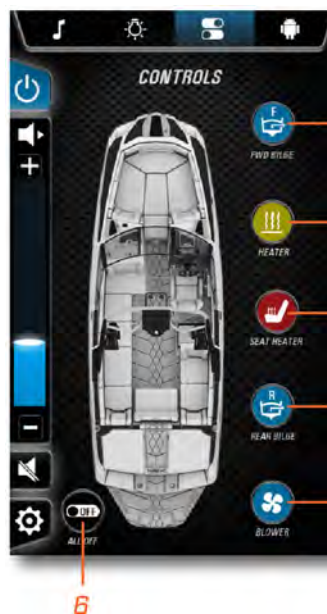 CONTROLS
F
FWD BILGE
HEATER
SEAT HEATER
R
REAR BILGE
OFF
ALL OFF
BLOWER
6